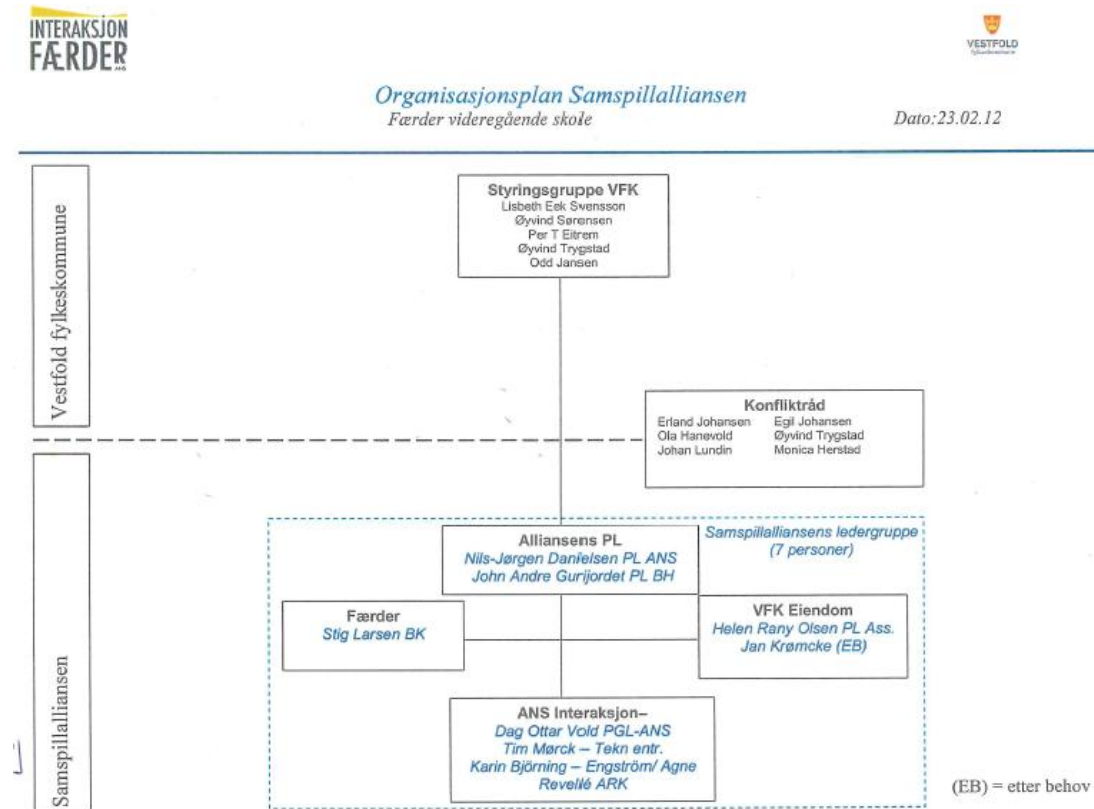 INTERAKSJON
FÆRDER ANS
VESTFOLD
fylkeskommune
Organisasjonsplan Samspillalliansen
Færder videregående skole
Dato:23.02.12
Vestfold fylkeskommune
Styringsgruppe VFK
Lisbeth Eek Svensson
Øyvind Sørensen
Per T Eitrem
Øyvind Trygstad
Odd Jansen
Konfliktråd
Erland Johansen Egil Johansen
Ola Hanevold Øyvind Trygstad
Johan Lundin Monica Herstad
Samspillalliansen
Samspillalliansens ledergruppe
(7 personer)
Alliansens PL
Nils-Jørgen Danielsen PL ANS
John Andre Gurijordet PL BH
Færder
Stig Larsen BK
VFK Eiendom
Helen Rany Olsen PL Ass.
Jan Krømcke (EB)
ANS Interaksjon–
Dag Ottar Vold PGL-ANS
Tim Mørck – Tekn entr.
Karin Björning – Engström/ Agne
Revellé ARK
(EB) = etter behov